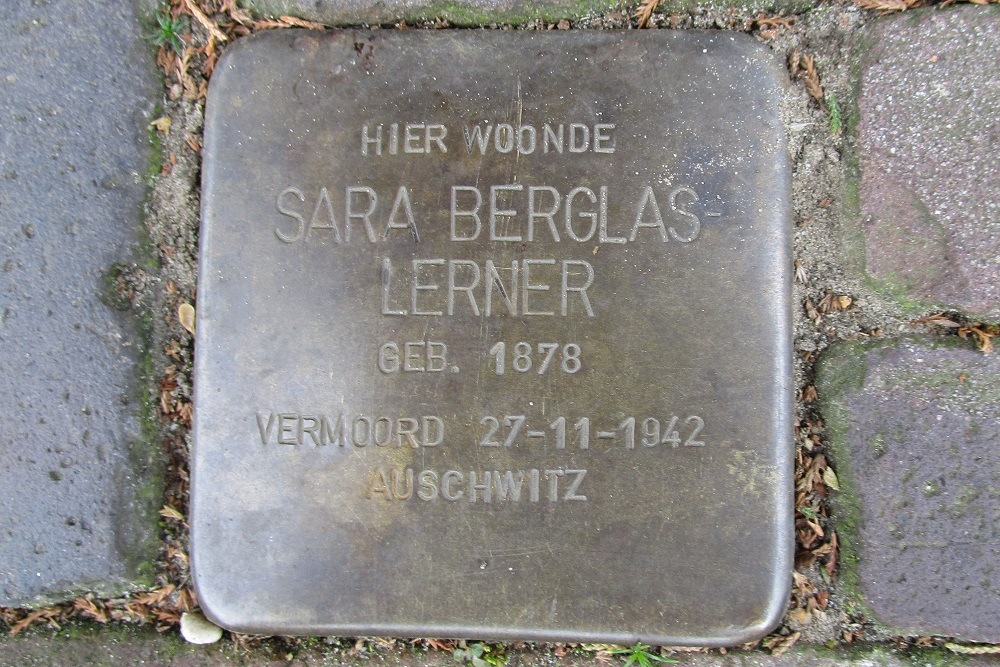 HIER WOONDE
SARA BERGLAS-
LERNER
GEB. 1878
VERMOORD 27-11-1942
AUSCHWITZ